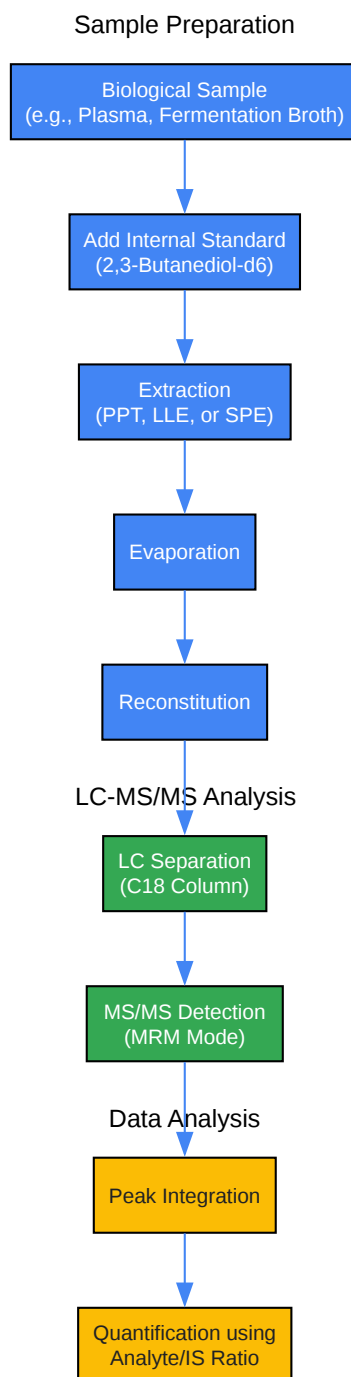 Sample Preparation
Biological Sample
(e.g., Plasma, Fermentation Broth)
Add Internal Standard
(2,3-Butanediol-d6)
Extraction
(PPT, LLE, or SPE)
Evaporation
Reconstitution
LC-MS/MS Analysis
LC Separation
(C18 Column)
MS/MS Detection
(MRM Mode)
Data Analysis
Peak Integration
Quantification using
Analyte/IS Ratio